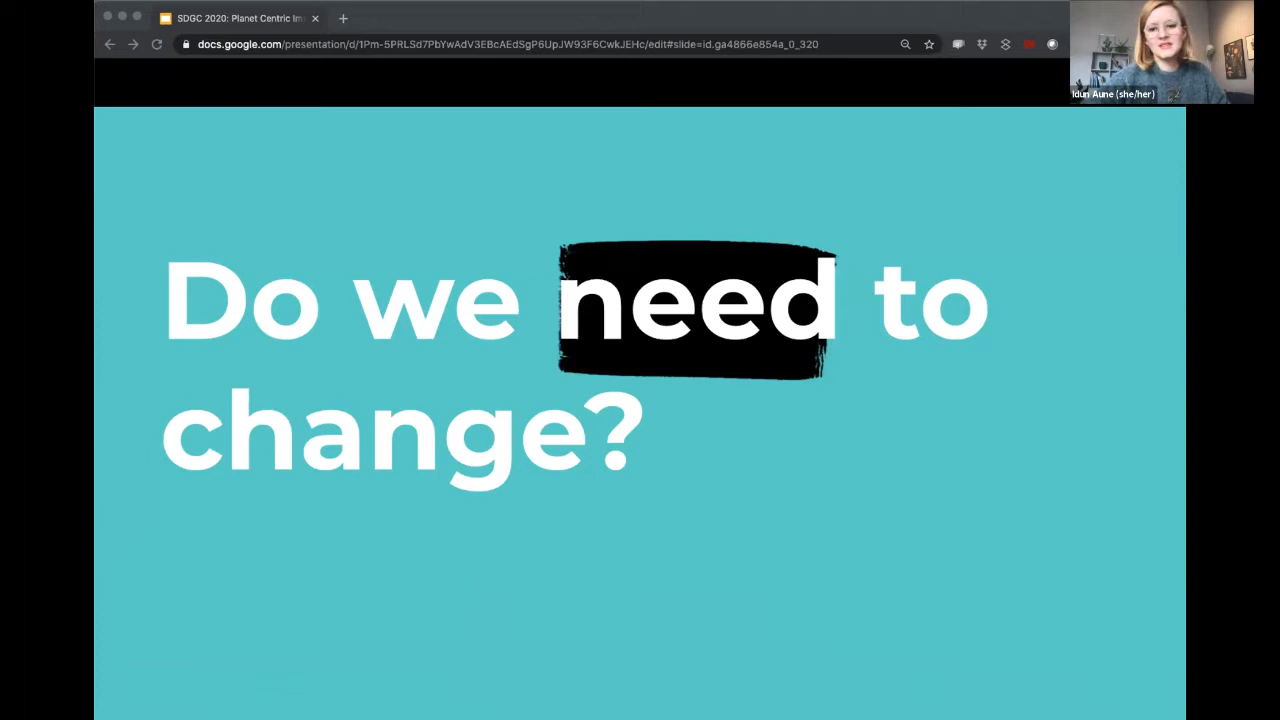 SDGC 2020: Planet Centric Im
docs.google.com/presentation/d/1Pm-5PRLSd7PbYwAdV3EBcAEdSgP6UpJW93F6CwkJEHc/edit#slide=id.ga4866e854a_0_320
Idun Aune (she/her)
Do we need to
change?